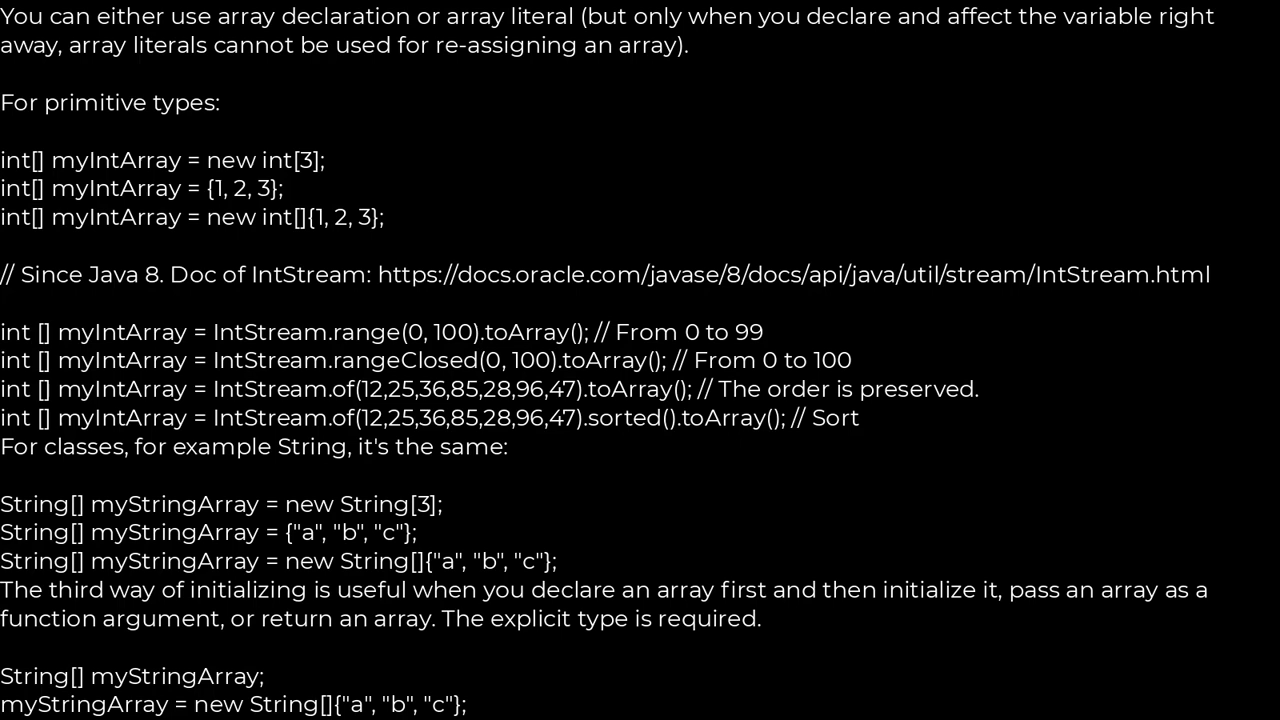 You can either use array declaration or array literal (but only when you declare and affect the variable right
away, array literals cannot be used for re-assigning an array).
For primitive types:
int[] myIntArray = new int[3];
int[] myIntArray = {1, 2, 3};
int[] myIntArray = new int[]{1, 2, 3};
// Since Java 8. Doc of IntStream: https://docs.oracle.com/javase/8/docs/api/java/util/stream/IntStream.html
int [] myIntArray = IntStream.range(0, 100).toArray(); // From 0 to 99
int [] myIntArray = IntStream.rangeClosed(0, 100).toArray(); // From 0 to 100
int [] myIntArray = IntStream.of(12,25,36,85,28,96,47).toArray(); // The order is preserved.
int [] myIntArray = IntStream.of(12,25,36,85,28,96,47).sorted().toArray(); // Sort
For classes, for example String, it's the same:
String[] myStringArray = new String[3];
String[] myStringArray = {"a", "b", "c"};
String[] myStringArray = new String[]{"a", "b", "c"};
The third way of initializing is useful when you declare an array first and then initialize it, pass an array as a
function argument, or return an array. The explicit type is required.
String[] myStringArray;
myStringArray = new String[]{"a", "b", "c"};